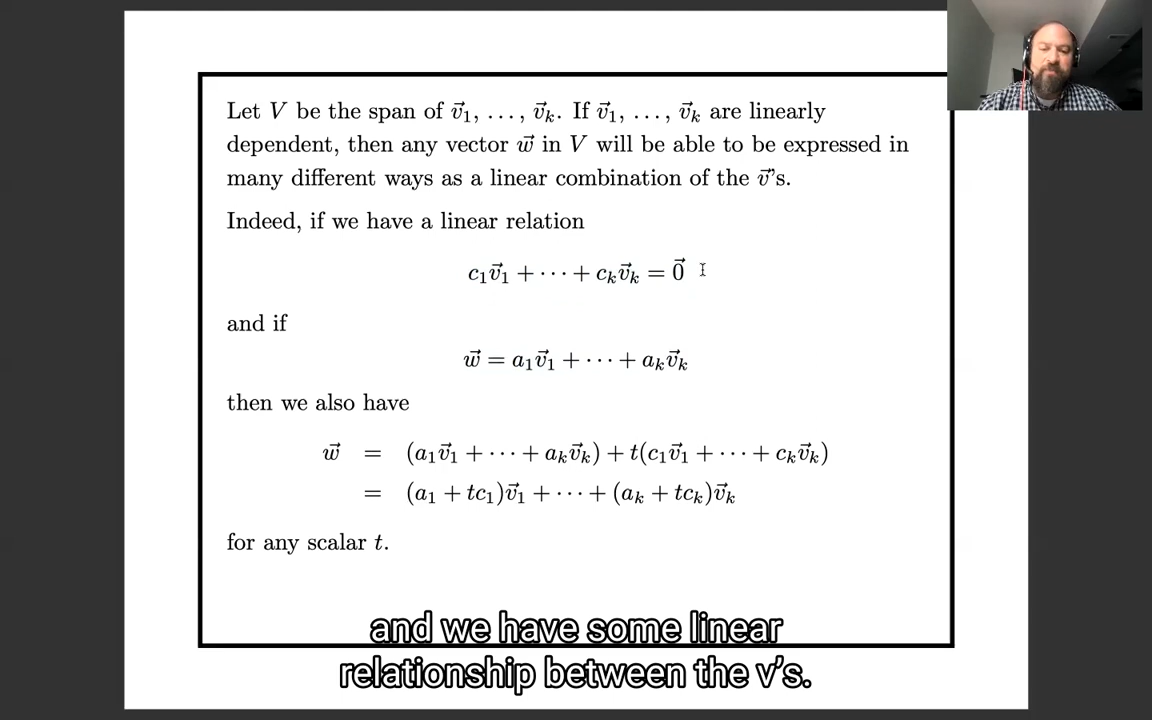 Let V be the span of v⃗₁, …, v⃗ₖ. If v⃗₁, …, v⃗ₖ are linearly
dependent, then any vector w⃗ in V will be able to be expressed in
many different ways as a linear combination of the v⃗'s.
Indeed, if we have a linear relation
c₁v⃗₁ + ⋯ + cₖv⃗ₖ = 0⃗
and if
w⃗ = a₁v⃗₁ + ⋯ + aₖv⃗ₖ
then we also have
w⃗ = (a₁v⃗₁ + ⋯ + aₖv⃗ₖ) + t(c₁v⃗₁ + ⋯ + cₖv⃗ₖ)
= (a₁ + tc₁)v⃗₁ + ⋯ + (aₖ + tcₖ)v⃗ₖ
for any scalar t.
and we have some linear
relationship between the v's.